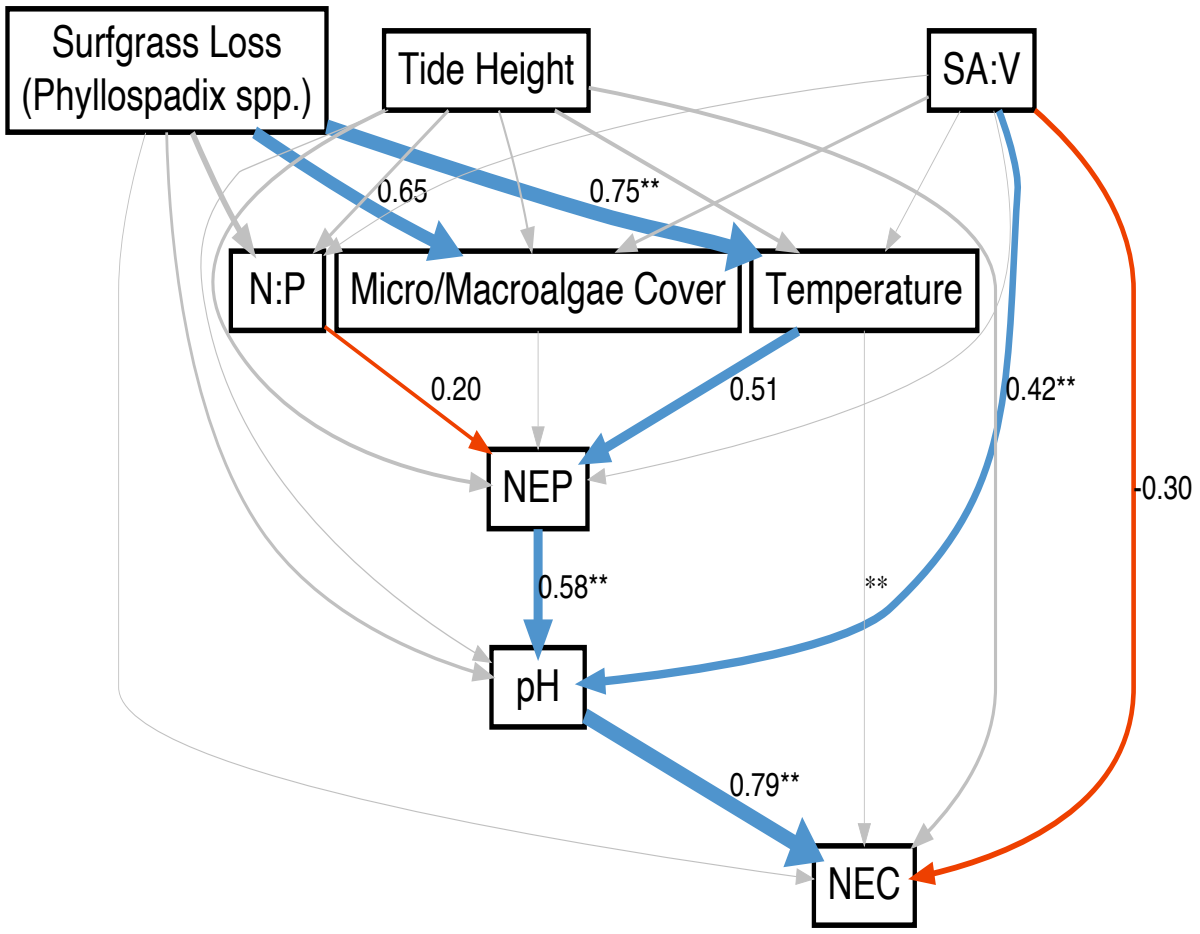 Surfgrass Loss
(Phyllospadix spp.)
Tide Height
SA:V
0.65
0.75**
N:P
Micro/Macroalgae Cover
Temperature
0.20
0.51
0.42**
NEP
-0.30
0.58**
**
pH
0.79**
NEC